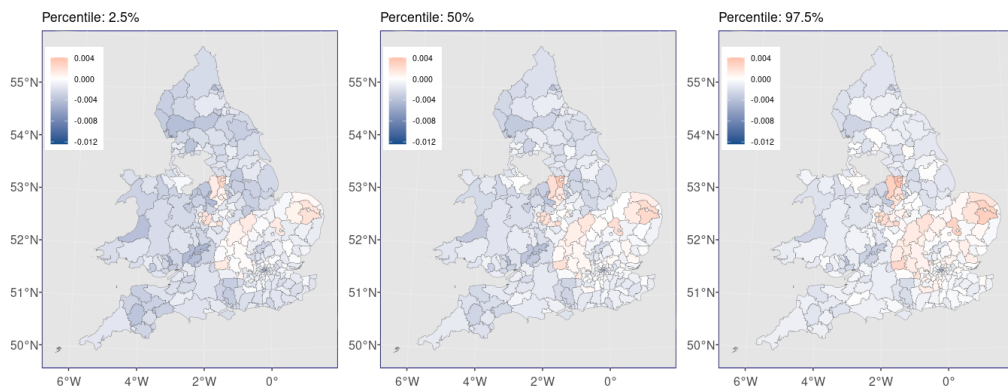 Percentile: 2.5%
Percentile: 50%
Percentile: 97.5%
0.004
0.000
-0.004
-0.008
-0.012
0.004
0.000
-0.004
-0.008
-0.012
0.004
0.000
-0.004
-0.008
-0.012
55°N
54°N
53°N
52°N
51°N
50°N
55°N
54°N
53°N
52°N
51°N
50°N
55°N
54°N
53°N
52°N
51°N
50°N
6°W 4°W 2°W 0°
6°W 4°W 2°W 0°
6°W 4°W 2°W 0°